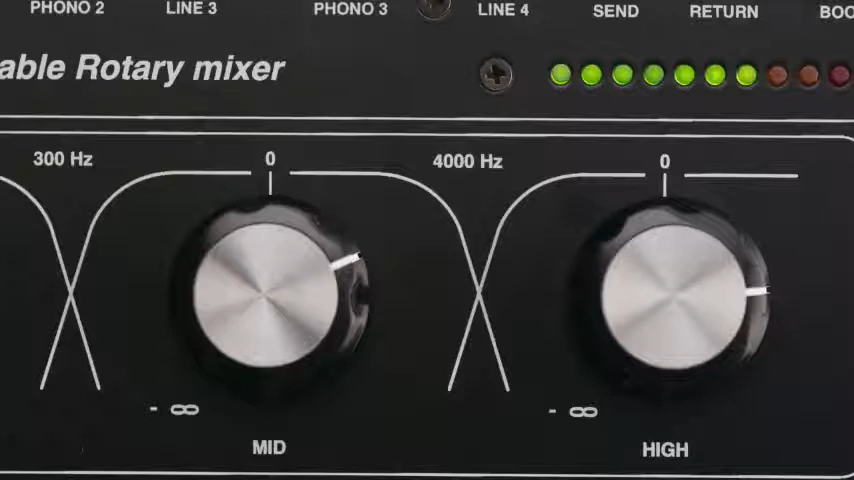 PHONO 2 LINE 3 PHONO 3 LINE 4 SEND RETURN BOO
able Rotary mixer
300 Hz 0 4000 Hz 0
- ∞ - ∞
MID HIGH